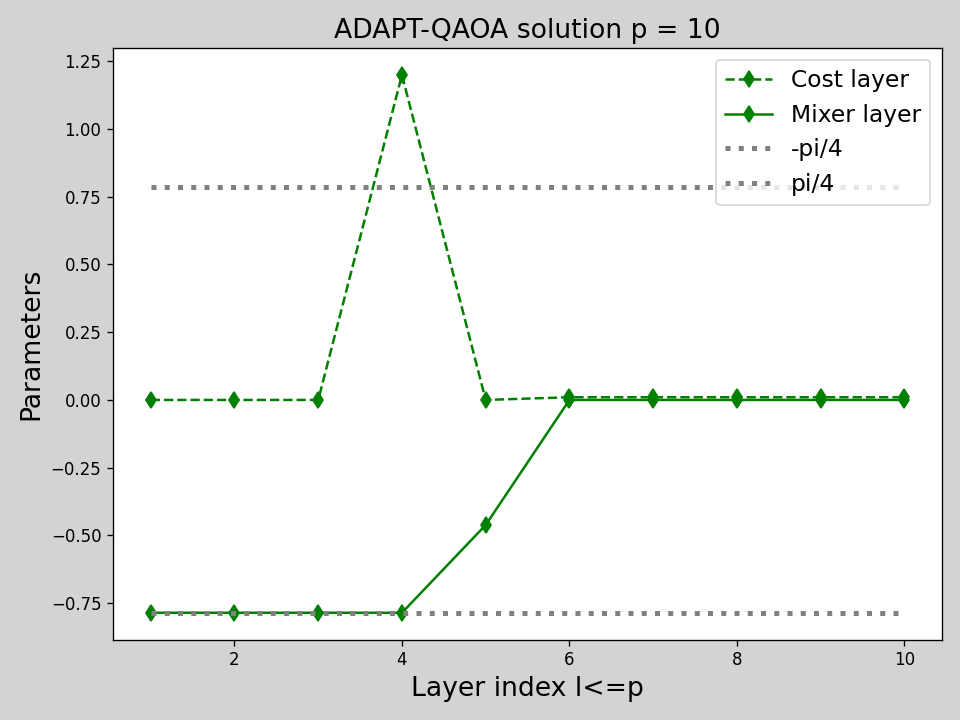 ADAPT-QAOA solution p = 10
1.25
1.00
0.75
0.50
0.25
0.00
−0.25
−0.50
−0.75
Parameters
Cost layer
Mixer layer
-pi/4
pi/4
2
4
6
8
10
Layer index l<=p